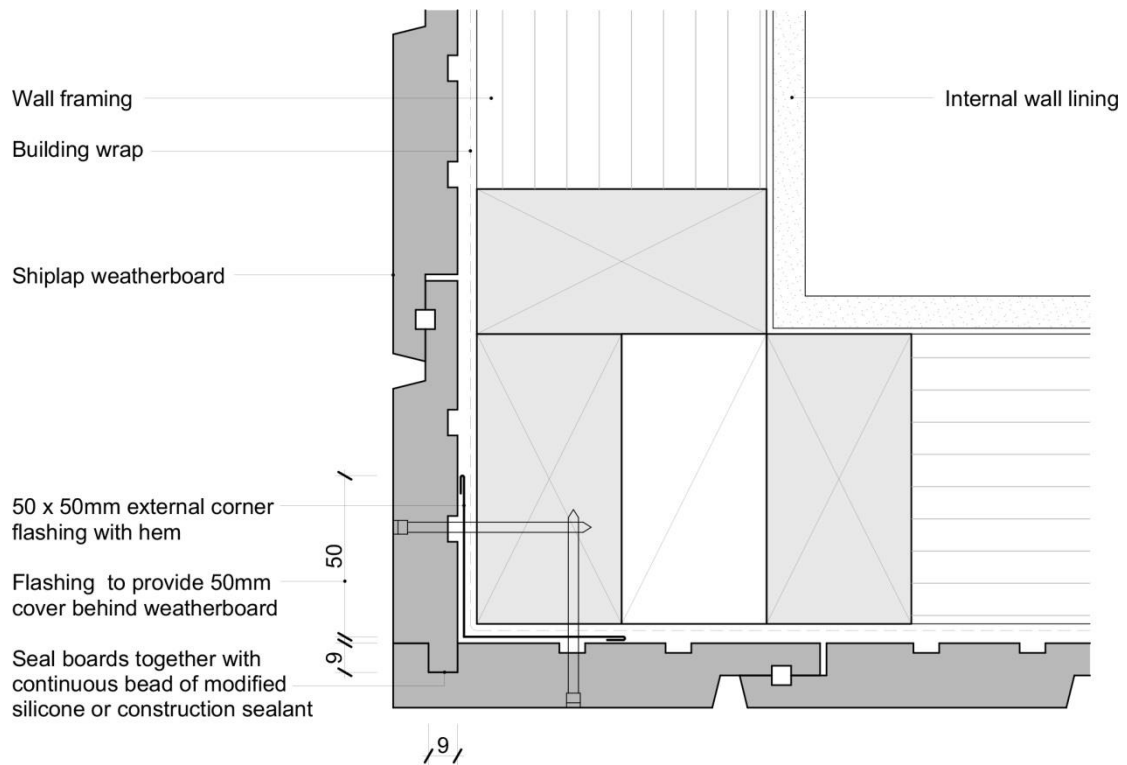 Wall framing
Internal wall lining
Building wrap
Shiplap weatherboard
50 x 50mm external corner
flashing with hem
50
Flashing to provide 50mm
cover behind weatherboard
9
Seal boards together with
continuous bead of modified
silicone or construction sealant
9